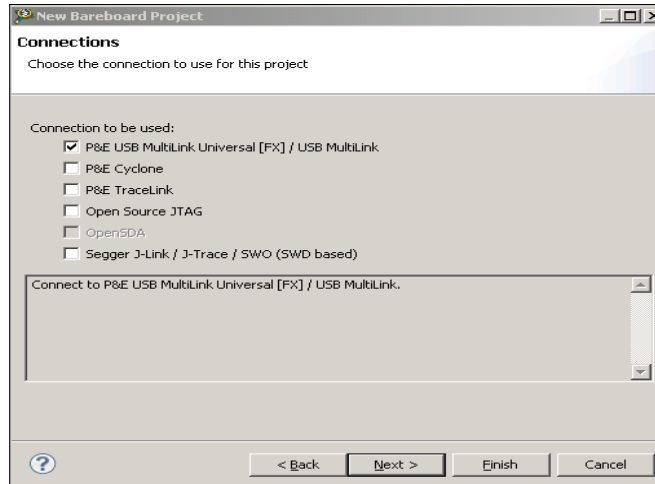 New Bareboard Project
Connections
Choose the connection to use for this project
Connection to be used:
P&E USB MultiLink Universal [FX] / USB MultiLink
P&E Cyclone
P&E TraceLink
Open Source JTAG
OpenSDA
Segger J-Link / J-Trace / SWO (SWD based)
Connect to P&E USB MultiLink Universal [FX] / USB MultiLink.
? < Back Next > Finish Cancel